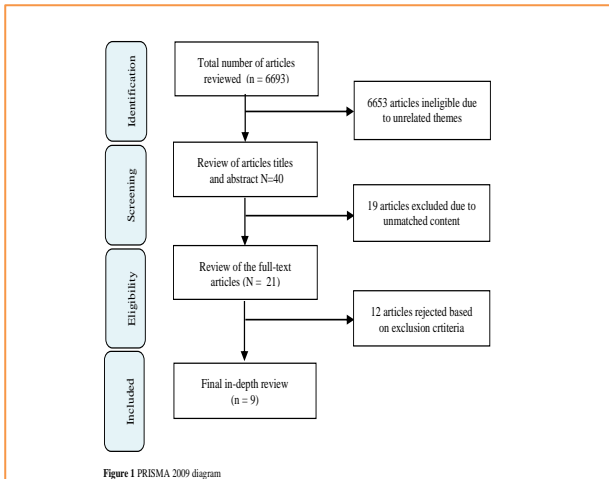 Identification
Total number of articles
reviewed (n = 6693)
6653 articles ineligible due
to unrelated themes
Screening
Review of articles titles
and abstract N=40
19 articles excluded due to
unmatched content
Eligibility
Review of the full-text
articles (N = 21)
12 articles rejected based
on exclusion crtiteria
Included
Final in-depth review
(n = 9)
Figure 1 PRISMA 2009 diagram